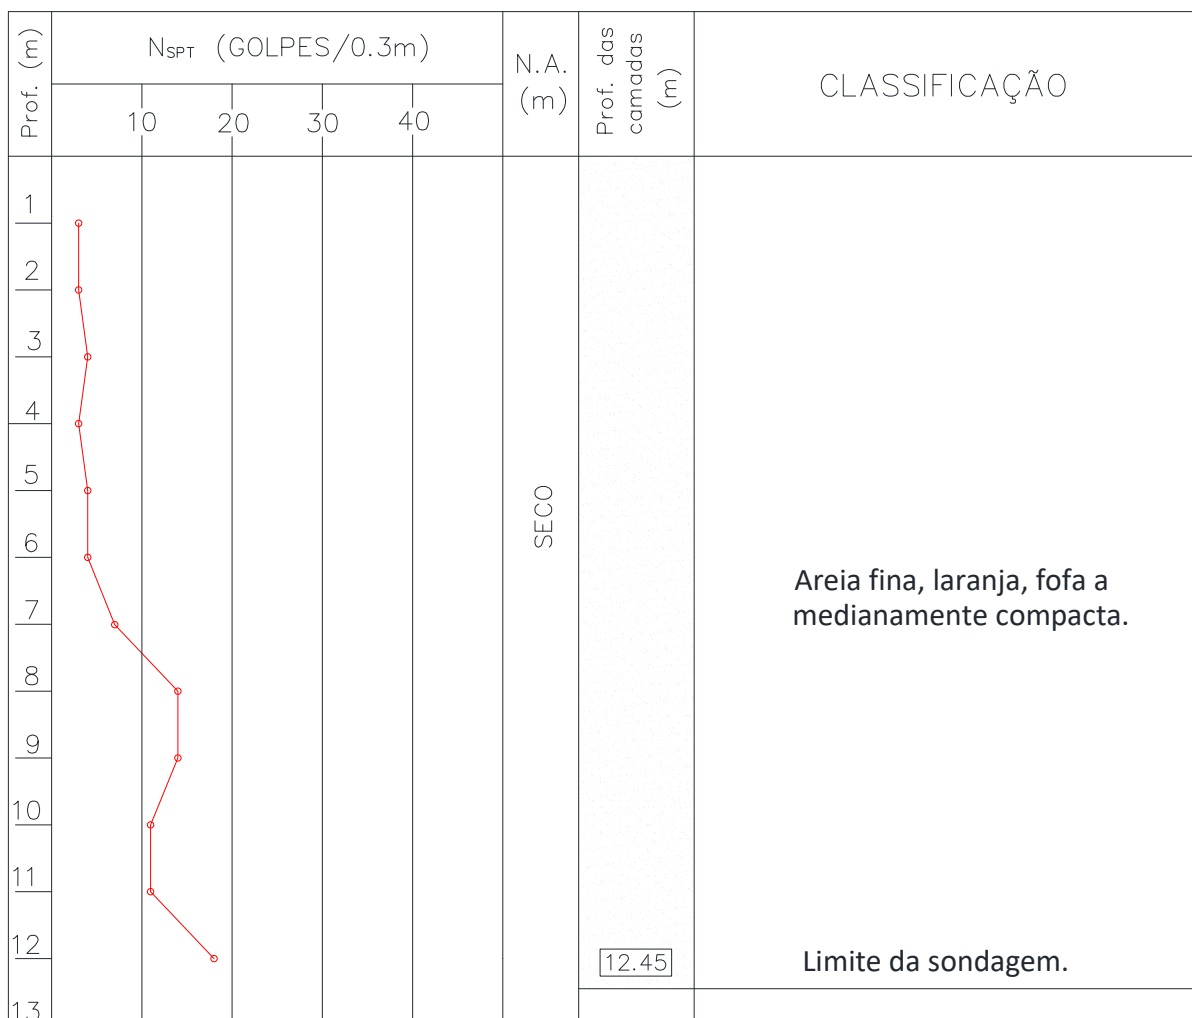 Prof. (m)
NSPT (GOLPES/0.3m)
10 20 30 40
N.A.
(m)
Prof. das
camadas
(m)
CLASSIFICAÇÃO
1
2
3
4
5
6
7
8
9
10
11
12
13
SECO
Areia fina, laranja, fofa a
medianamente compacta.
12.45
Limite da sondagem.